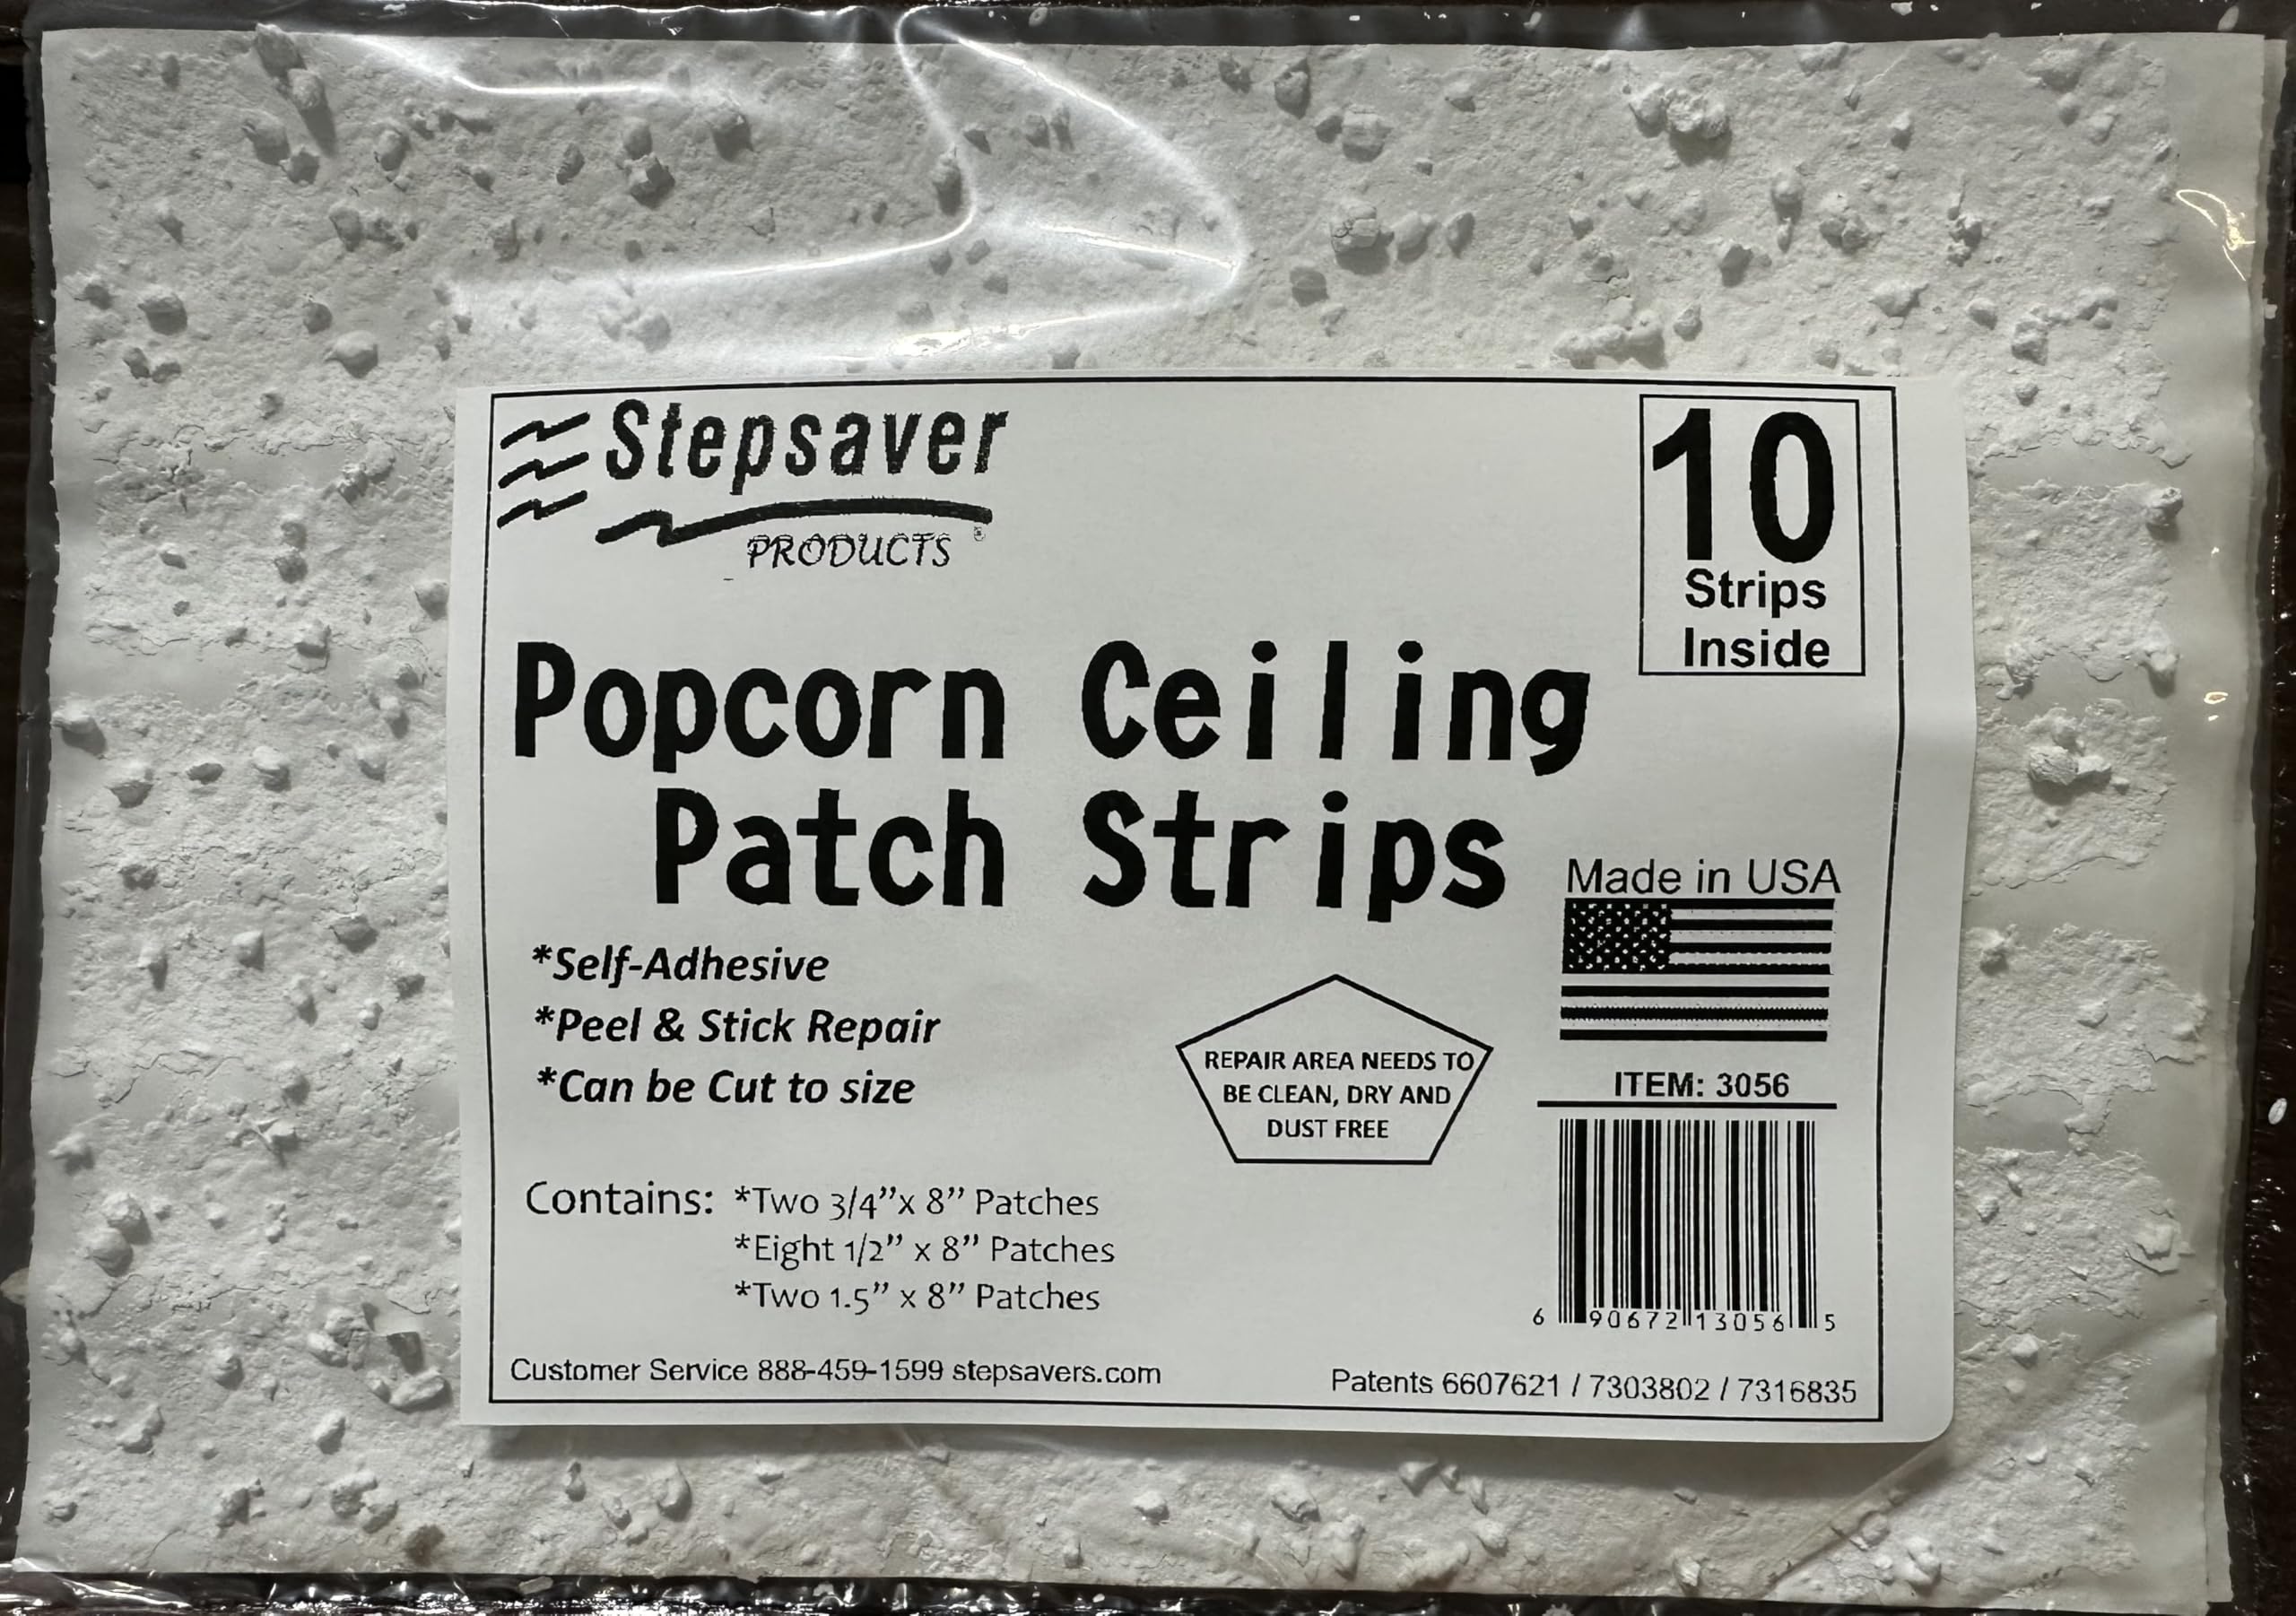 Stepsaver
PRODUCTS ®
10
Strips
Inside
Popcorn Ceiling
Patch Strips
Made in USA
*Self-Adhesive
*Peel & Stick Repair
*Can be Cut to size
REPAIR AREA NEEDS TO
BE CLEAN, DRY AND
DUST FREE
ITEM: 3056
Contains: *Two 3/4”x 8” Patches
*Eight 1/2” x 8” Patches
*Two 1.5” x 8” Patches
6 90672 13056 5
Customer Service 888-459-1599 stepsavers.com
Patents 6607621 / 7303802 / 7316835